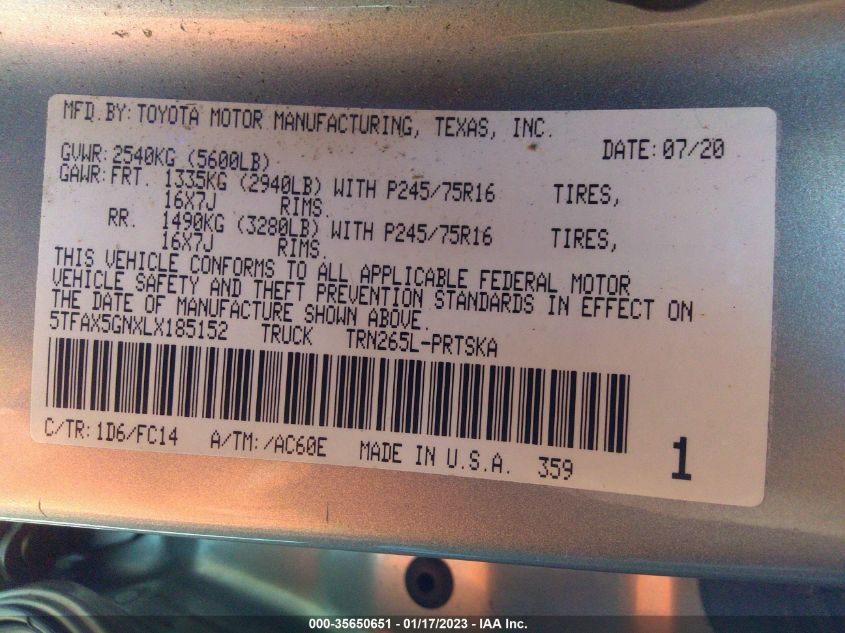 MFD.BY: TOYOTA MOTOR MANUFACTURING, TEXAS, INC.
DATE: 07/20
GVWR: 2540KG (5600LB)
GAWR: FRT. 1335KG (2940LB) WITH P245/75R16 TIRES,
16X7J RIMS.
RR. 1490KG (3280LB) WITH P245/75R16 TIRES,
16X7J RIMS.
THIS VEHICLE CONFORMS TO ALL APPLICABLE FEDERAL MOTOR
VEHICLE SAFETY AND THEFT PREVENTION STANDARDS IN EFFECT ON
THE DATE OF MANUFACTURE SHOWN ABOVE.
5TFAX5GNXLX185152 TRUCK TRN265L-PRTSKA
C/TR: 1D6/FC14 A/TM: /AC60E MADE IN U.S.A. 359 1
000-35650651 - 01/17/2023 - IAA Inc.